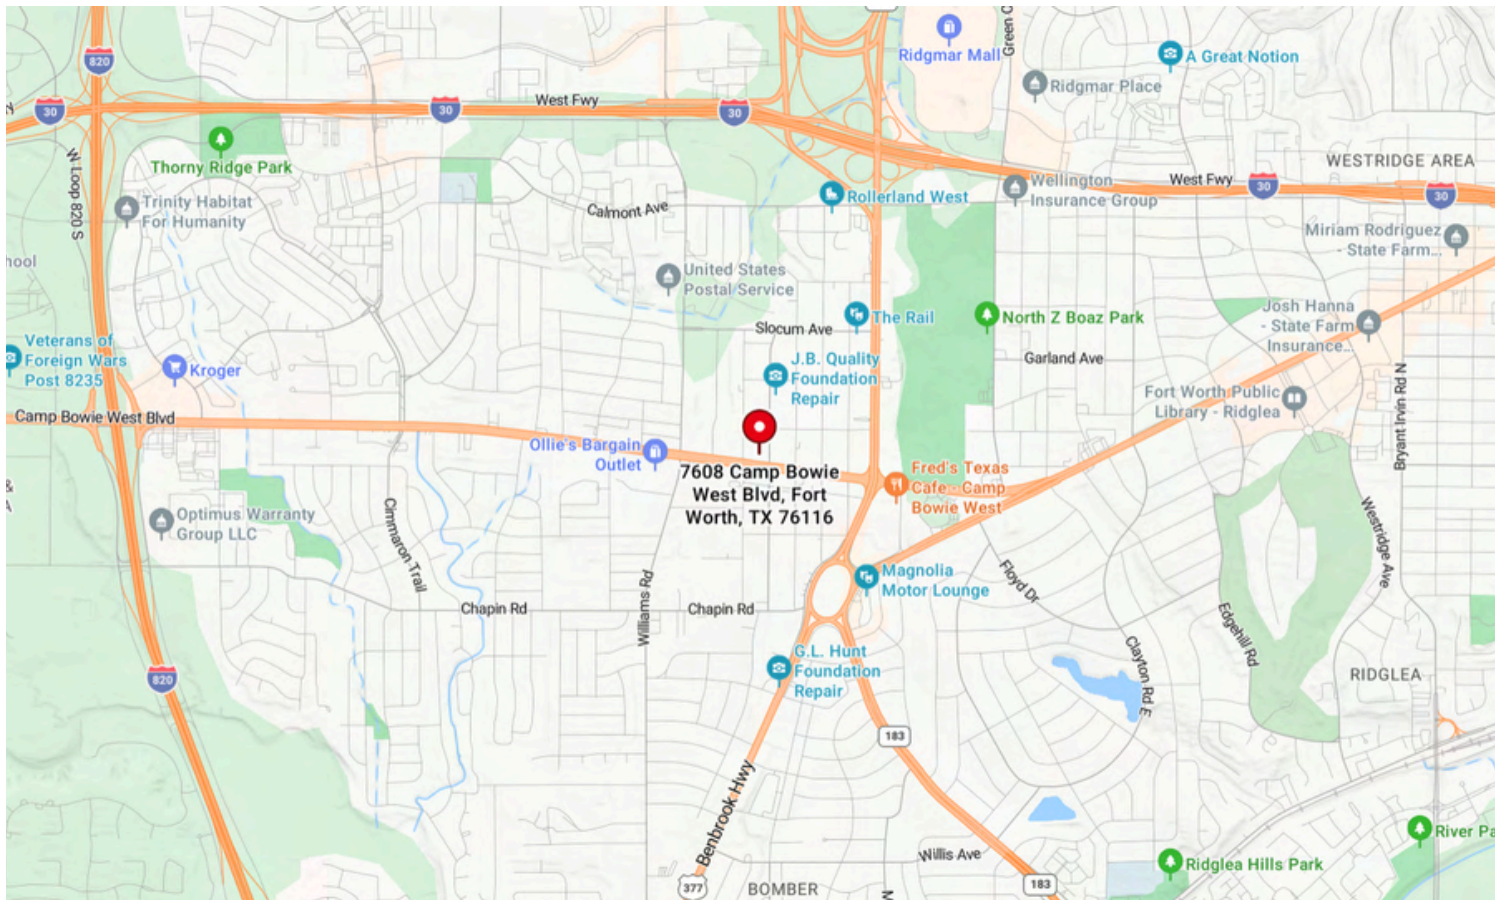 Ridgmar Mall
Green
A Great Notion
820
30
West Fwy
30
30
Ridgmar Place
Thorny Ridge Park
W. Loop 820 S
WESTRIDGE AREA
Wellington
Insurance Group
West Fwy
30
30
Rollerland West
Trinity Habitat
For Humanity
Calmont Ave
Miriam Rodriguez
- State Farm...
United States
Postal Service
Slocum Ave
The Rail
North Z Boaz Park
Josh Hanna
- State Farm
Insurance...
Veterans of
Foreign Wars
Post 8235
Kroger
J.B. Quality
Foundation
Repair
Garland Ave
Fort Worth Public
Library - Ridglea
Bryant Irvin Rd N
Camp Bowie West Blvd
Ollie's Bargain
Outlet
7608 Camp Bowie
West Blvd, Fort
Worth, TX 76116
Fred's Texas
Cafe - Camp
Bowie West
&
Optimus Warranty
Group LLC
Cimmaron Trail
Westridge Ave
Magnolia
Motor Lounge
Floyd Dr
Williams Rd
Chapin Rd
Chapin Rd
Edgehill Rd
Clayton Rd E
G.L. Hunt
Foundation
Repair
RIDGLEA
820
183
Benbrook Hwy
Willis Ave
River Pa
Ridglea Hills Park
377
BOMBER
183